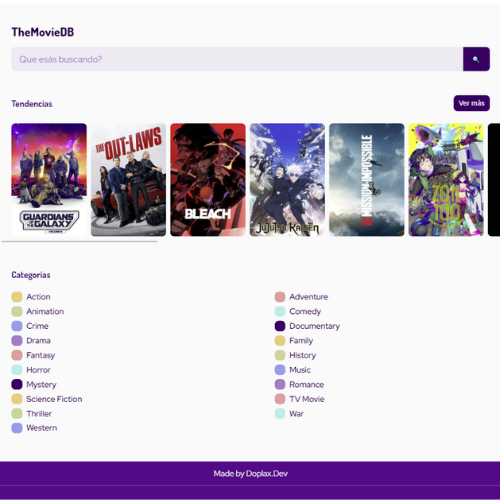 TheMovieDB
Que esás buscando?
Tendencias
Ver más
GUARDIANS
OF THE
GALAXY
THE OUT-LAWS
BLEACH
JUJUTSU KAISEN
MISSION: IMPOSSIBLE
ZOM
100
Categorías
Action
Adventure
Animation
Comedy
Crime
Documentary
Drama
Family
Fantasy
History
Horror
Music
Mystery
Romance
Science Fiction
TV Movie
Thriller
War
Western
Made by Doplax.Dev